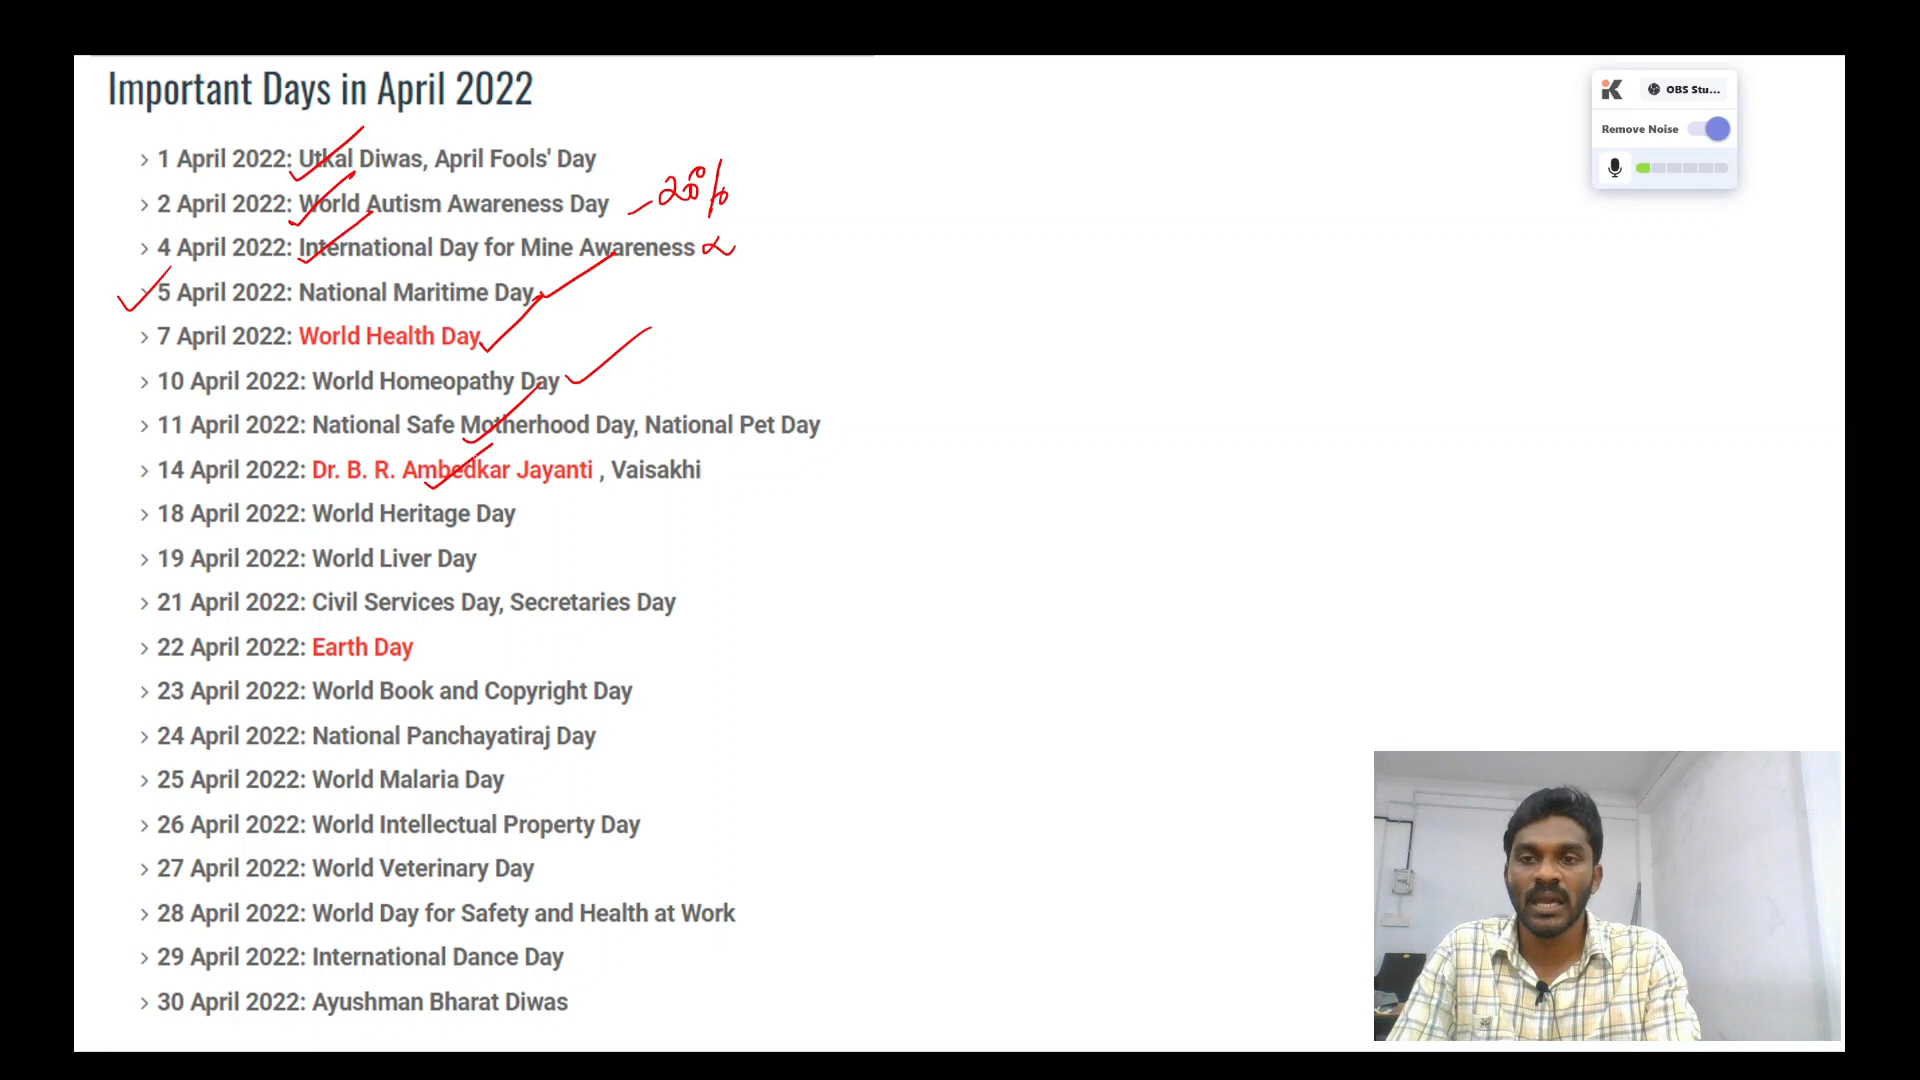 Important Days in April 2022
1 April 2022: Utkal Diwas, April Fools' Day
2 April 2022: World Autism Awareness Day
4 April 2022: International Day for Mine Awareness
5 April 2022: National Maritime Day
7 April 2022: World Health Day
10 April 2022: World Homeopathy Day
11 April 2022: National Safe Motherhood Day, National Pet Day
14 April 2022: Dr. B. R. Ambedkar Jayanti , Vaisakhi
18 April 2022: World Heritage Day
19 April 2022: World Liver Day
21 April 2022: Civil Services Day, Secretaries Day
22 April 2022: Earth Day
23 April 2022: World Book and Copyright Day
24 April 2022: National Panchayatiraj Day
25 April 2022: World Malaria Day
26 April 2022: World Intellectual Property Day
27 April 2022: World Veterinary Day
28 April 2022: World Day for Safety and Health at Work
29 April 2022: International Dance Day
30 April 2022: Ayushman Bharat Diwas
OBS Stu...
Remove Noise